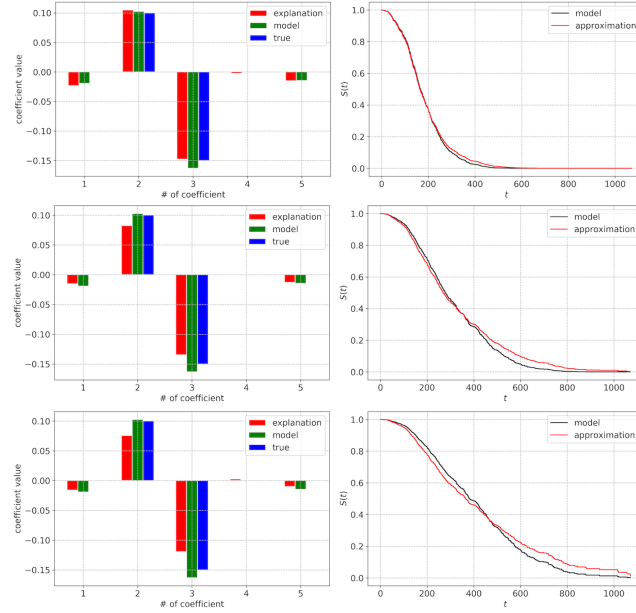 0.10
0.05
0.00
−0.05
−0.10
−0.15
coefficient value
explanation
model
true
1 2 3 4 5
# of coefficient
1.0
0.8
0.6
0.4
0.2
0.0
S(t)
model
approximation
0 200 400 600 800 1000
t
0.10
0.05
0.00
−0.05
−0.10
−0.15
coefficient value
explanation
model
true
1 2 3 4 5
# of coefficient
1.0
0.8
0.6
0.4
0.2
0.0
S(t)
model
approximation
0 200 400 600 800 1000
t
0.10
0.05
0.00
−0.05
−0.10
−0.15
coefficient value
explanation
model
true
1 2 3 4 5
# of coefficient
1.0
0.8
0.6
0.4
0.2
0.0
S(t)
model
approximation
0 200 400 600 800 1000
t